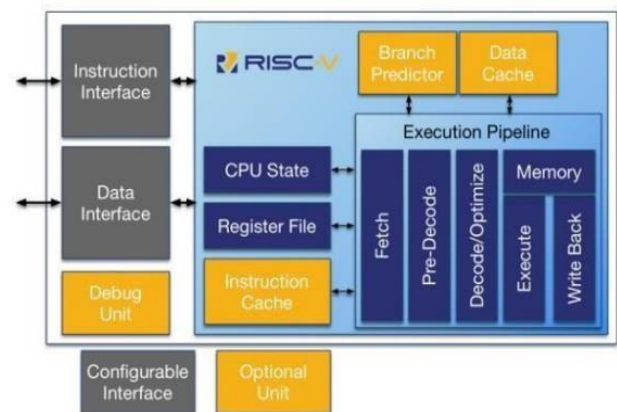 Instruction
Interface
RISC-V
Branch
Predictor
Data
Cache
Execution Pipeline
Data
Interface
CPU State
Register File
Instruction
Cache
Fetch
Pre-Decode
Decode/Optimize
Memory
Execute
Write Back
Debug
Unit
Configurable
Interface
Optional
Unit